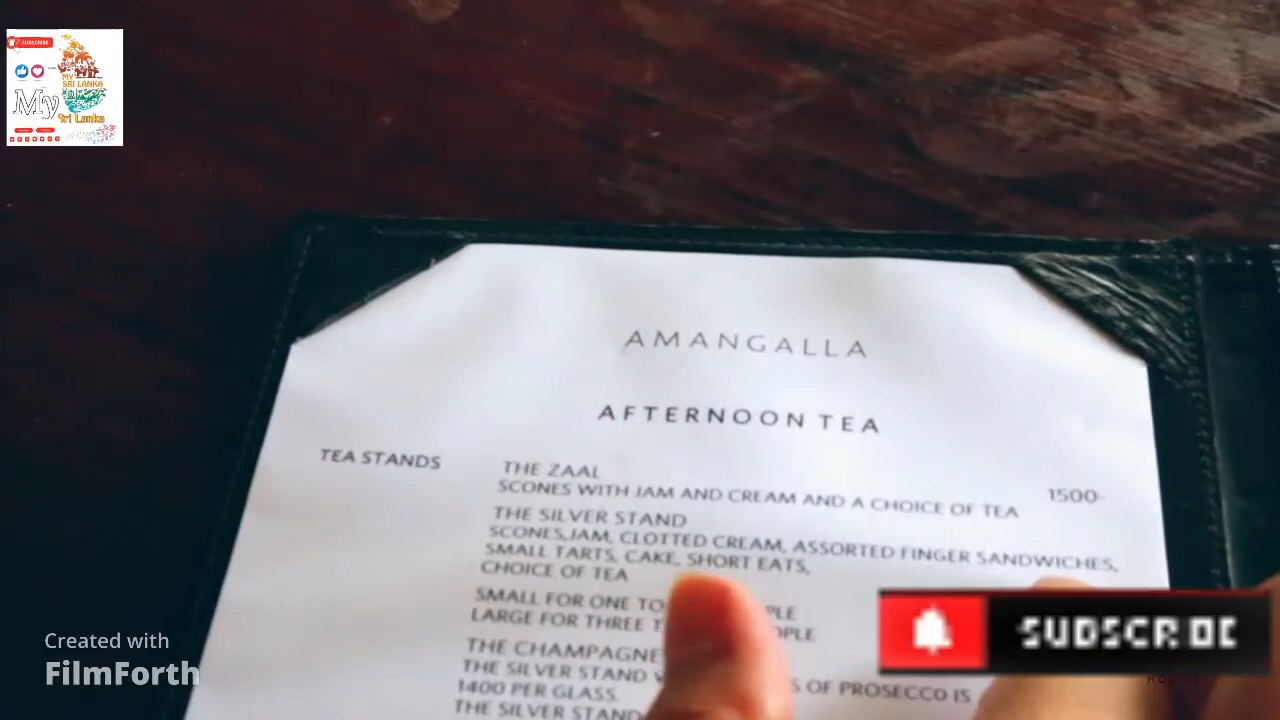 SUBSCRIBE
MY
SRI LANKA
My
Sri Lanka
AMANGALLA
AFTERNOON TEA
TEA STANDS
THE ZAAL
SCONES WITH JAM AND CREAM AND A CHOICE OF TEA 1500
THE SILVER STAND
SCONES, JAM, CLOTTED CREAM, ASSORTED FINGER SANDWICHES,
SMALL TARTS, CAKE, SHORT EATS,
CHOICE OF TEA
SMALL FOR ONE TO
LARGE FOR THREE
THE CHAMPAGNE
THE SILVER STAND OF PROSECCO IS
1400 PER GLASS.
THE SILVER STAND
Created with
FilmForth
SUBSCRIBE